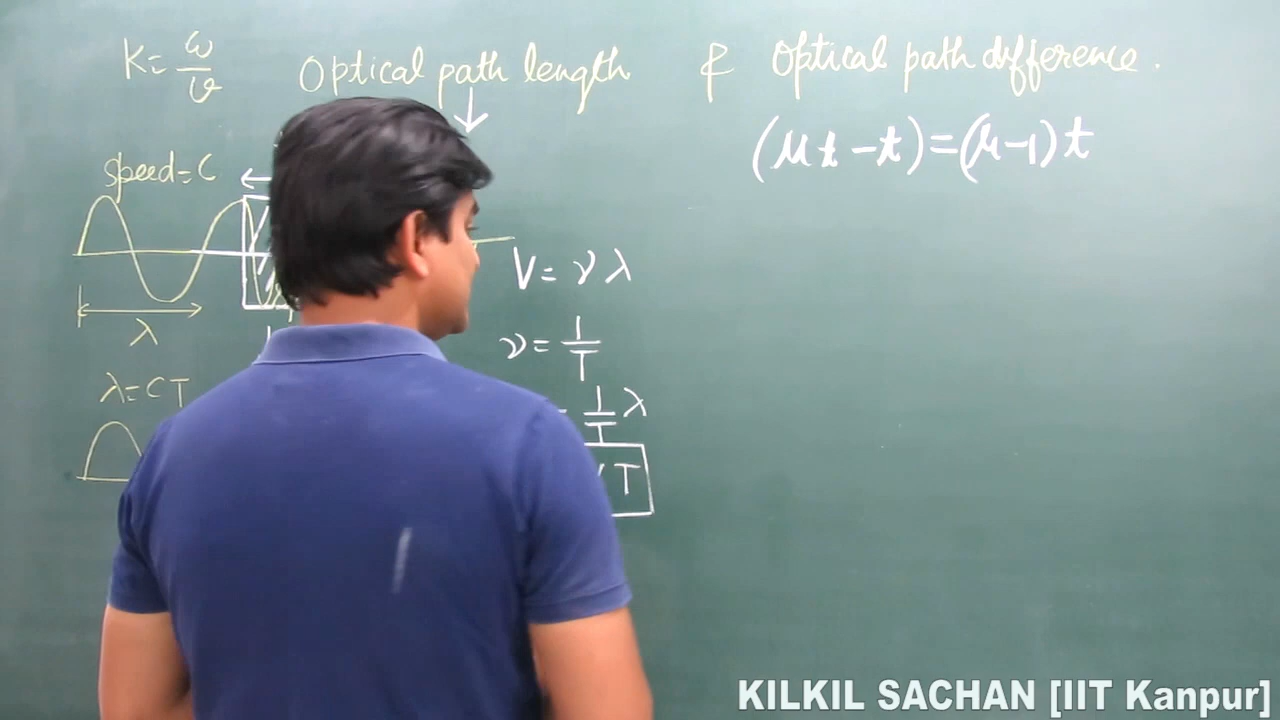 K = ω/v
Optical path length & Optical path difference.
(μt - t) = (μ-1)t
speed = C
V = ν λ
λ
ν = 1/T
λ = CT
1/T λ
T
KILKIL SACHAN [IIT Kanpur]